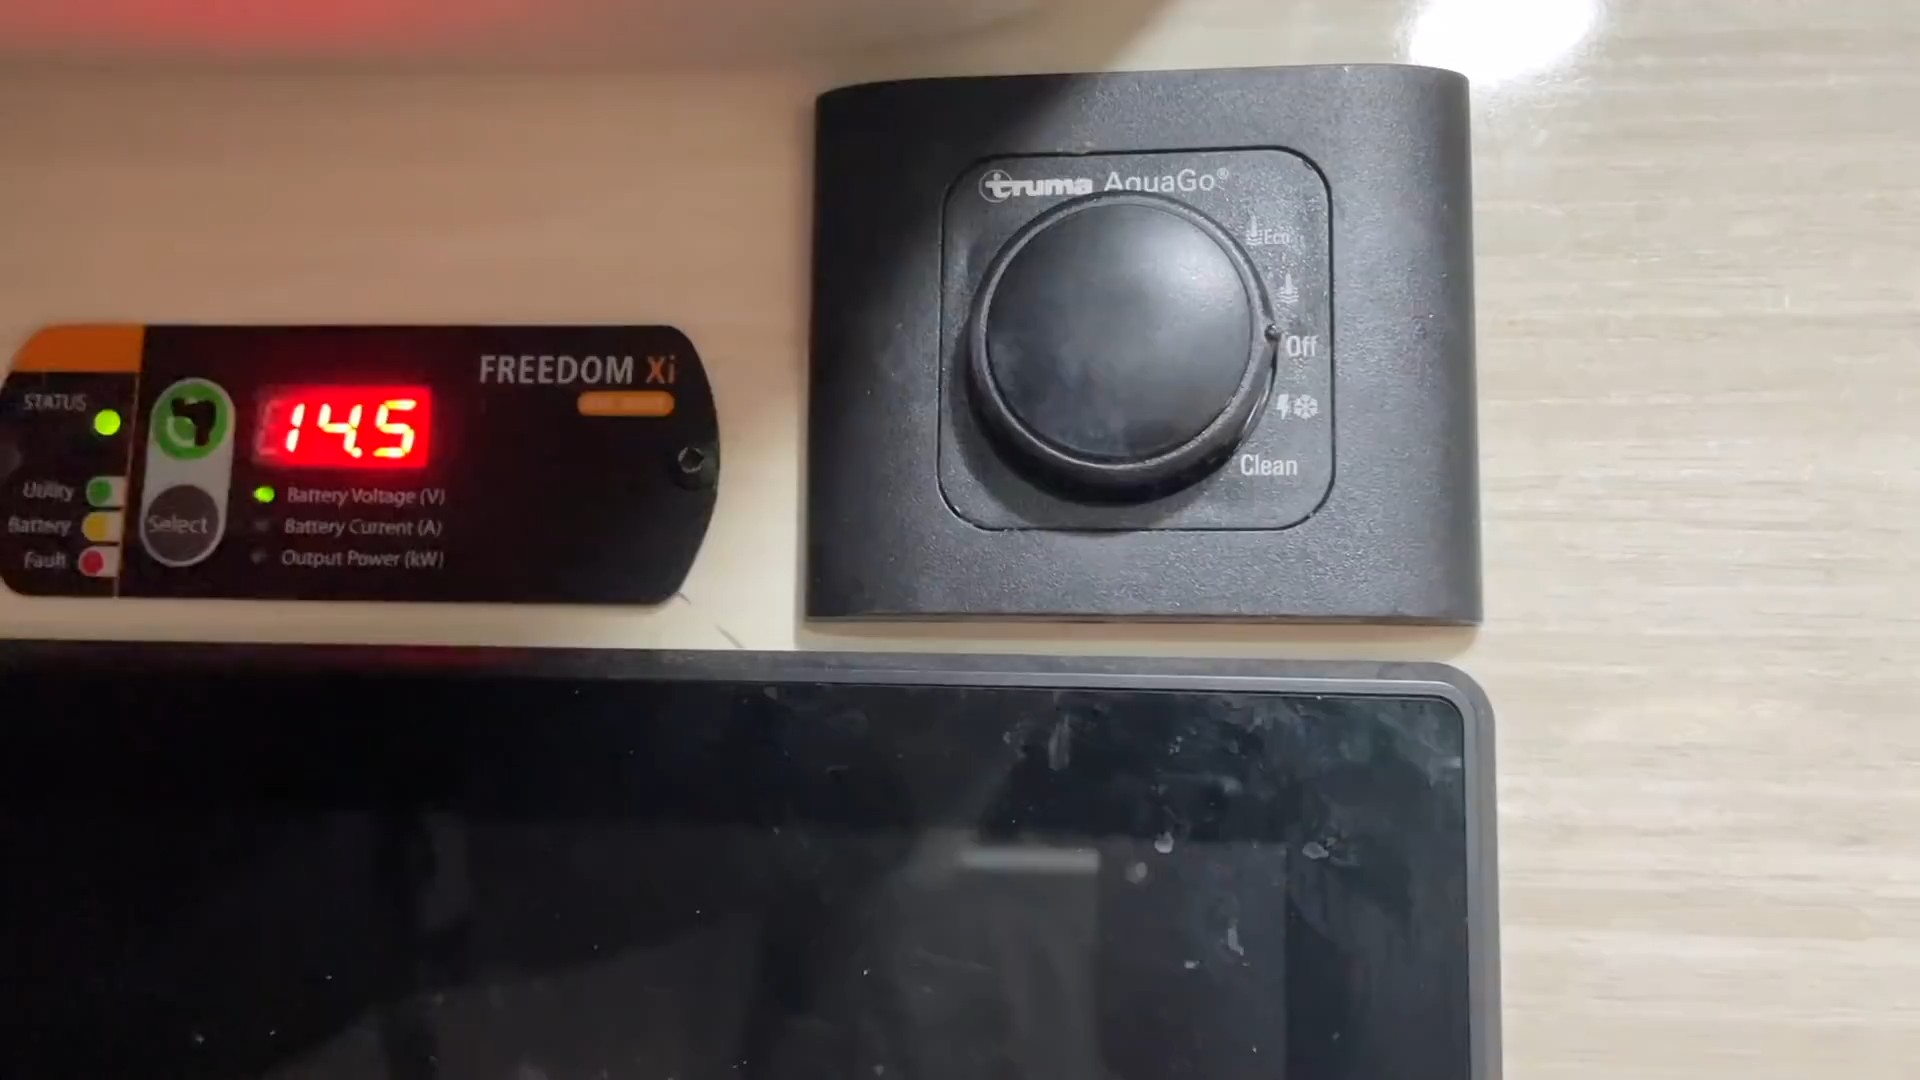 truma AquaGo®
Eco
Off
Clean
FREEDOM Xi
STATUS
14.5
Utility
Battery
Fault
Select
Battery Voltage (V)
Battery Current (A)
Output Power (kW)